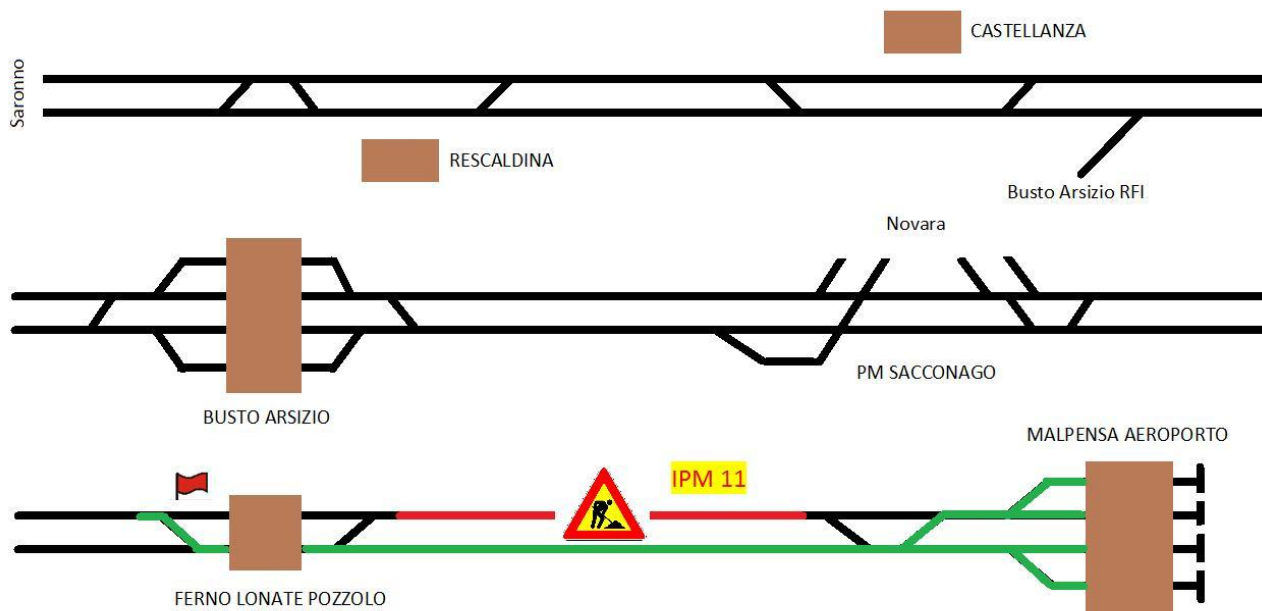 CASTELLANZA
Saronno
RESCALDINA
Busto Arsizio RFI
Novara
PM SACCONAGO
BUSTO ARSIZIO
MALPENSA AEROPORTO
IPM 11
FERNO LONATE POZZOLO